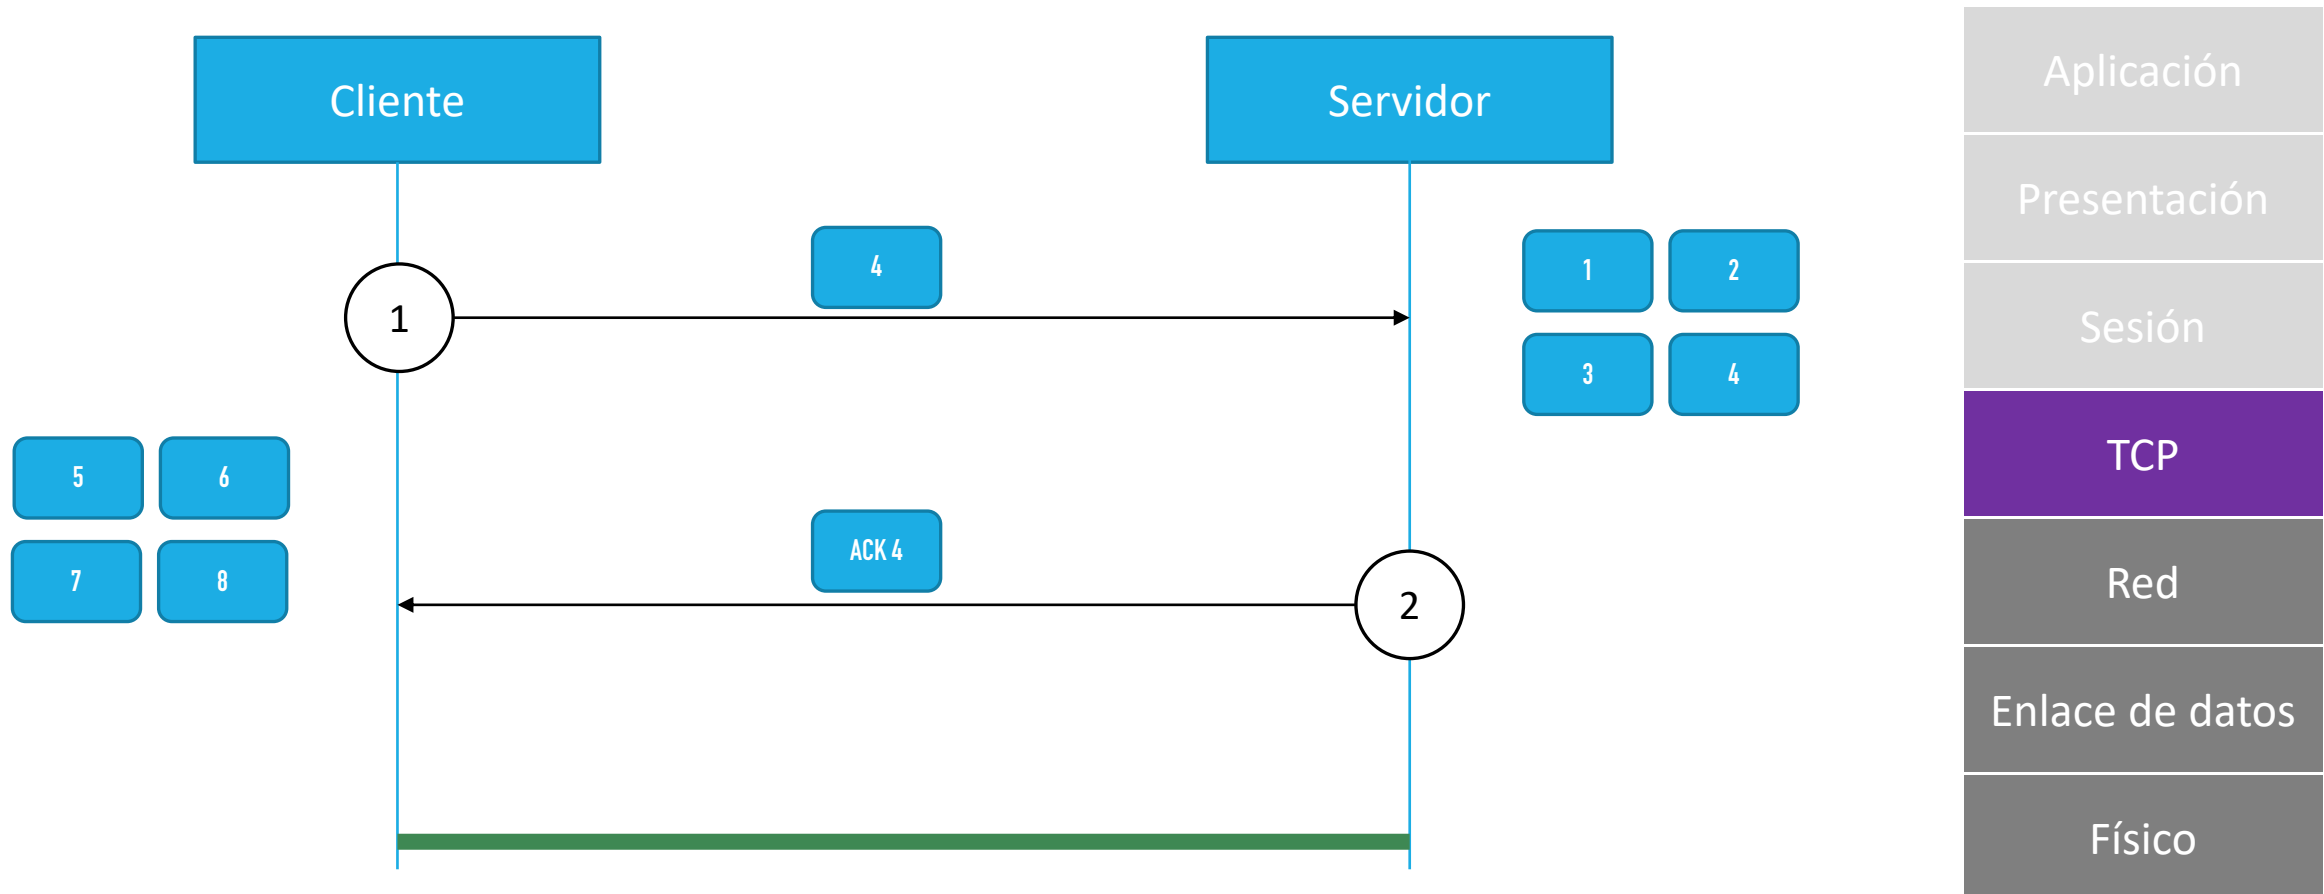 Cliente
Servidor
4
1
1
2
3
4
5
6
7
8
ACK 4
2
Aplicación
Presentación
Sesión
TCP
Red
Enlace de datos
Físico